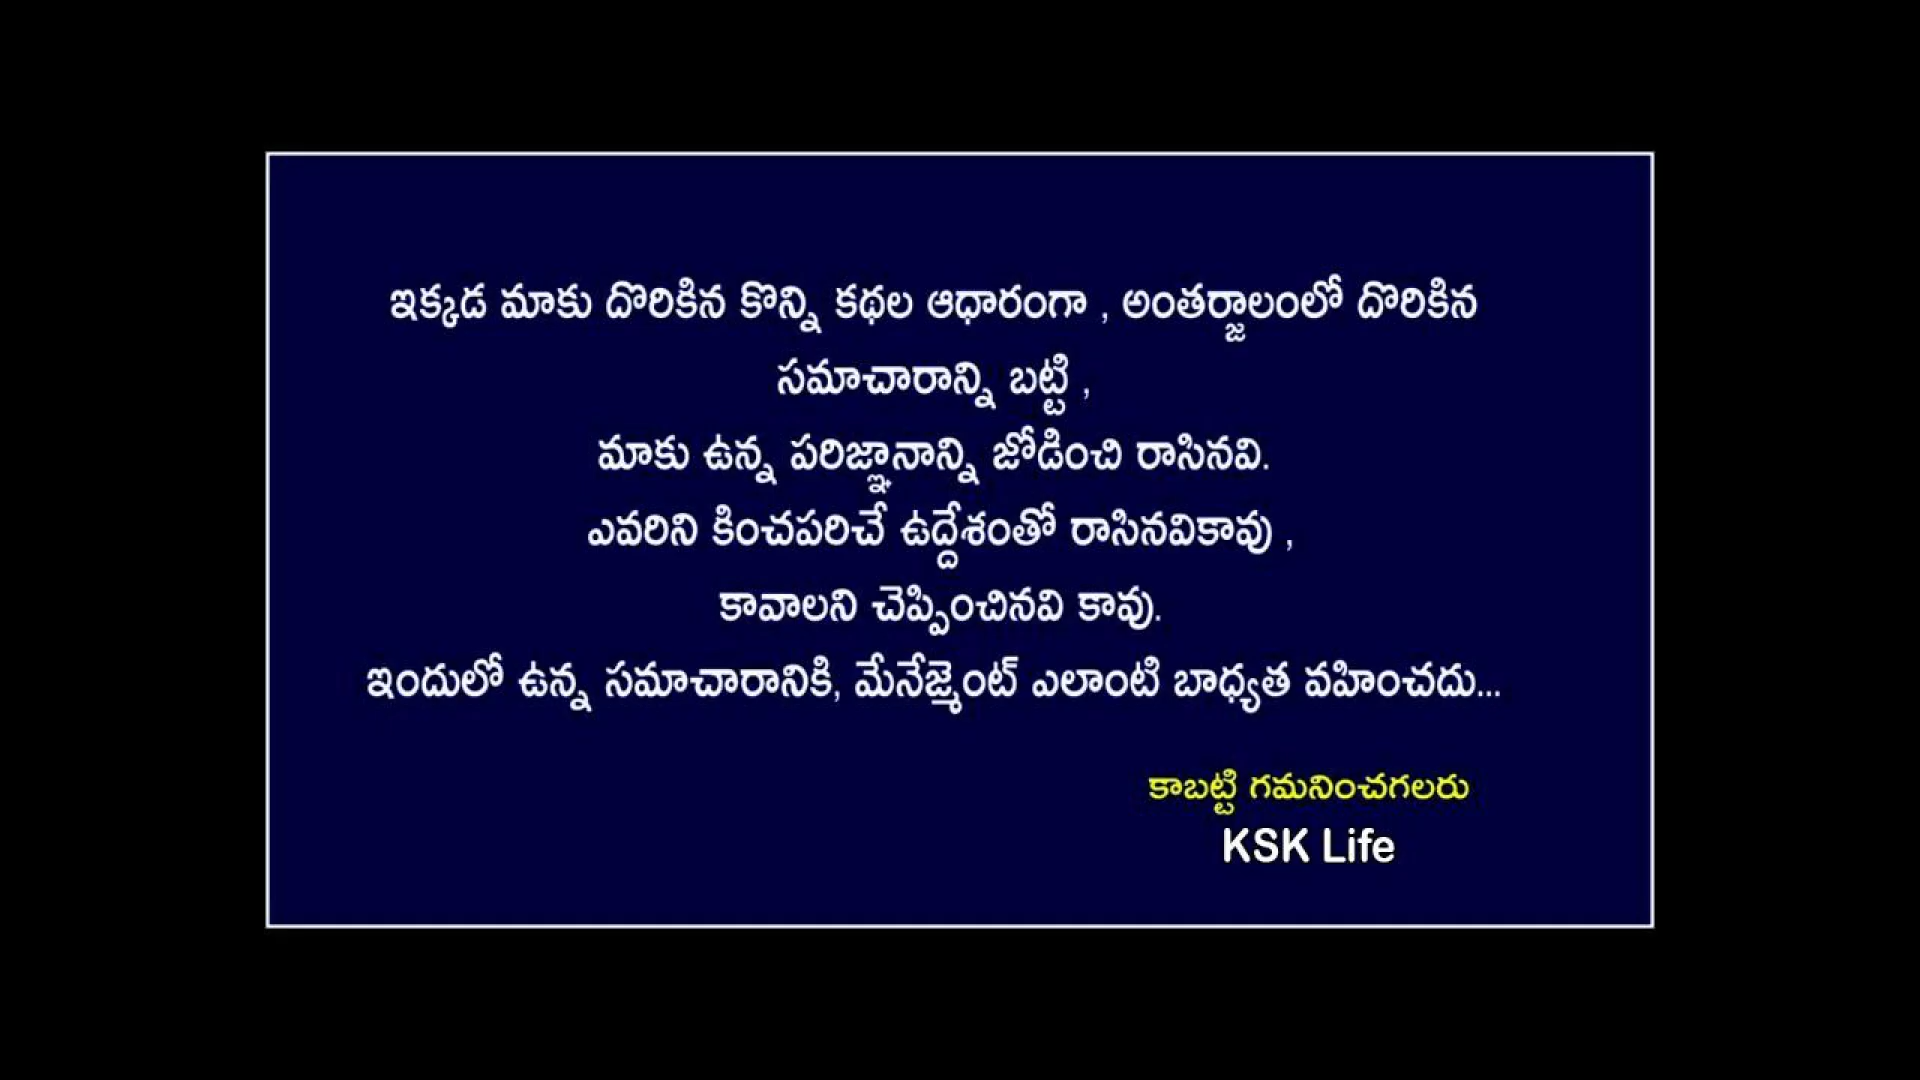 ఇక్కడ మాకు దొరికిన కొన్ని కథల ఆధారంగా , అంతర్జాలంలో దొరికిన
సమాచారాన్ని బట్టి ,
మాకు ఉన్న పరిజ్ఞానాన్ని జోడించి రాసినవి.
ఎవరిని కించపరిచే ఉద్దేశంతో రాసినవికావు ,
కావాలని చెప్పించినవి కావు.
ఇందులో ఉన్న సమాచారానికి, మేనేజ్మెంట్ ఎలాంటి బాధ్యత వహించదు...
కాబట్టి గమనించగలరు
KSK Life